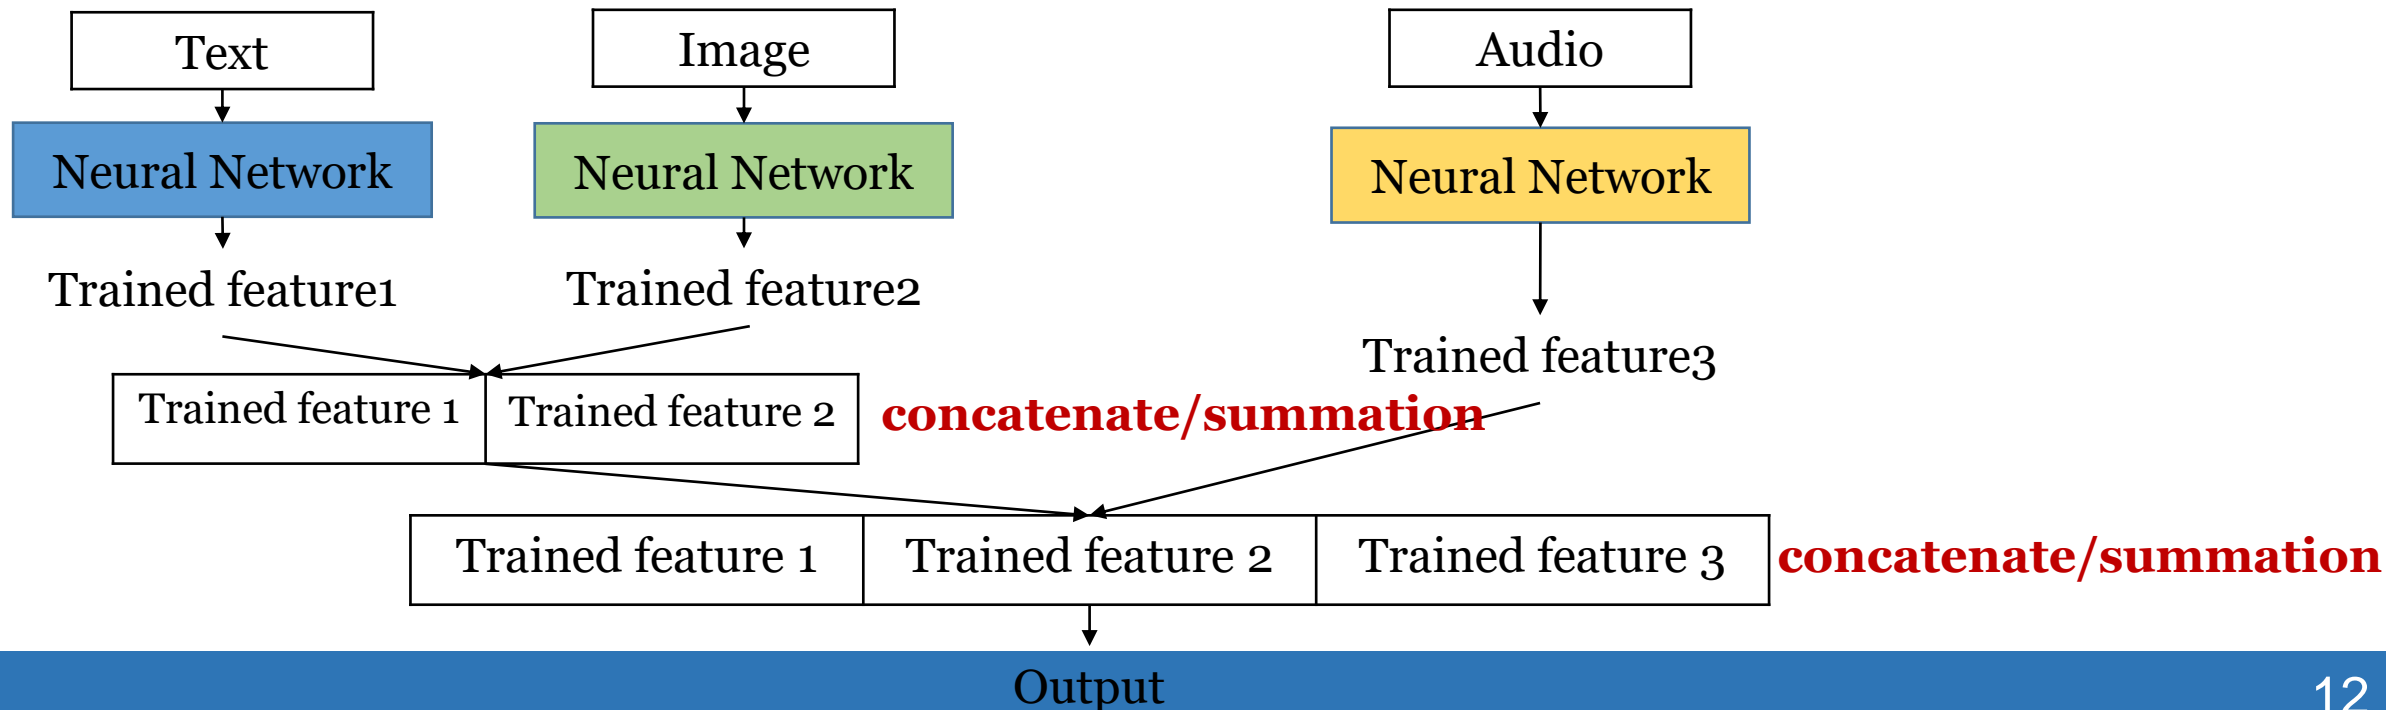 Text
Image
Audio
Neural Network
Neural Network
Neural Network
Trained feature1
Trained feature2
Trained feature3
Trained feature 1
Trained feature 2
concatenate/summation
Trained feature 1
Trained feature 2
Trained feature 3
concatenate/summation
Output
12